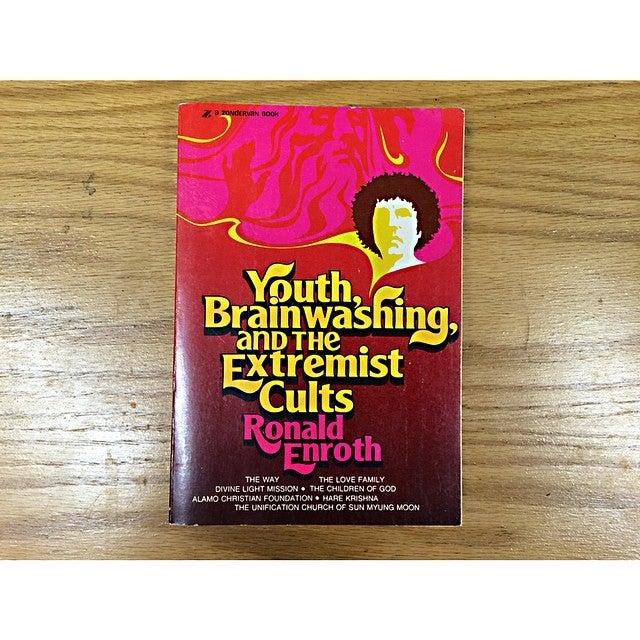 a ZONDERVAN BOOK
Youth,
Brainwashing,
AND THE
Extremist
Cults
Ronald
Enroth
THE WAY THE LOVE FAMILY
DIVINE LIGHT MISSION • THE CHILDREN OF GOD
ALAMO CHRISTIAN FOUNDATION • HARE KRISHNA
THE UNIFICATION CHURCH OF SUN MYUNG MOON